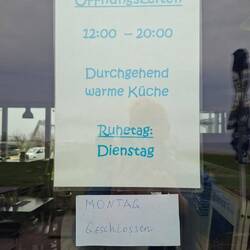 Öffnungszeiten
12:00 – 20:00
Durchgehend
warme Küche
Ruhetag:
Dienstag
MONTAG
Geschlossen